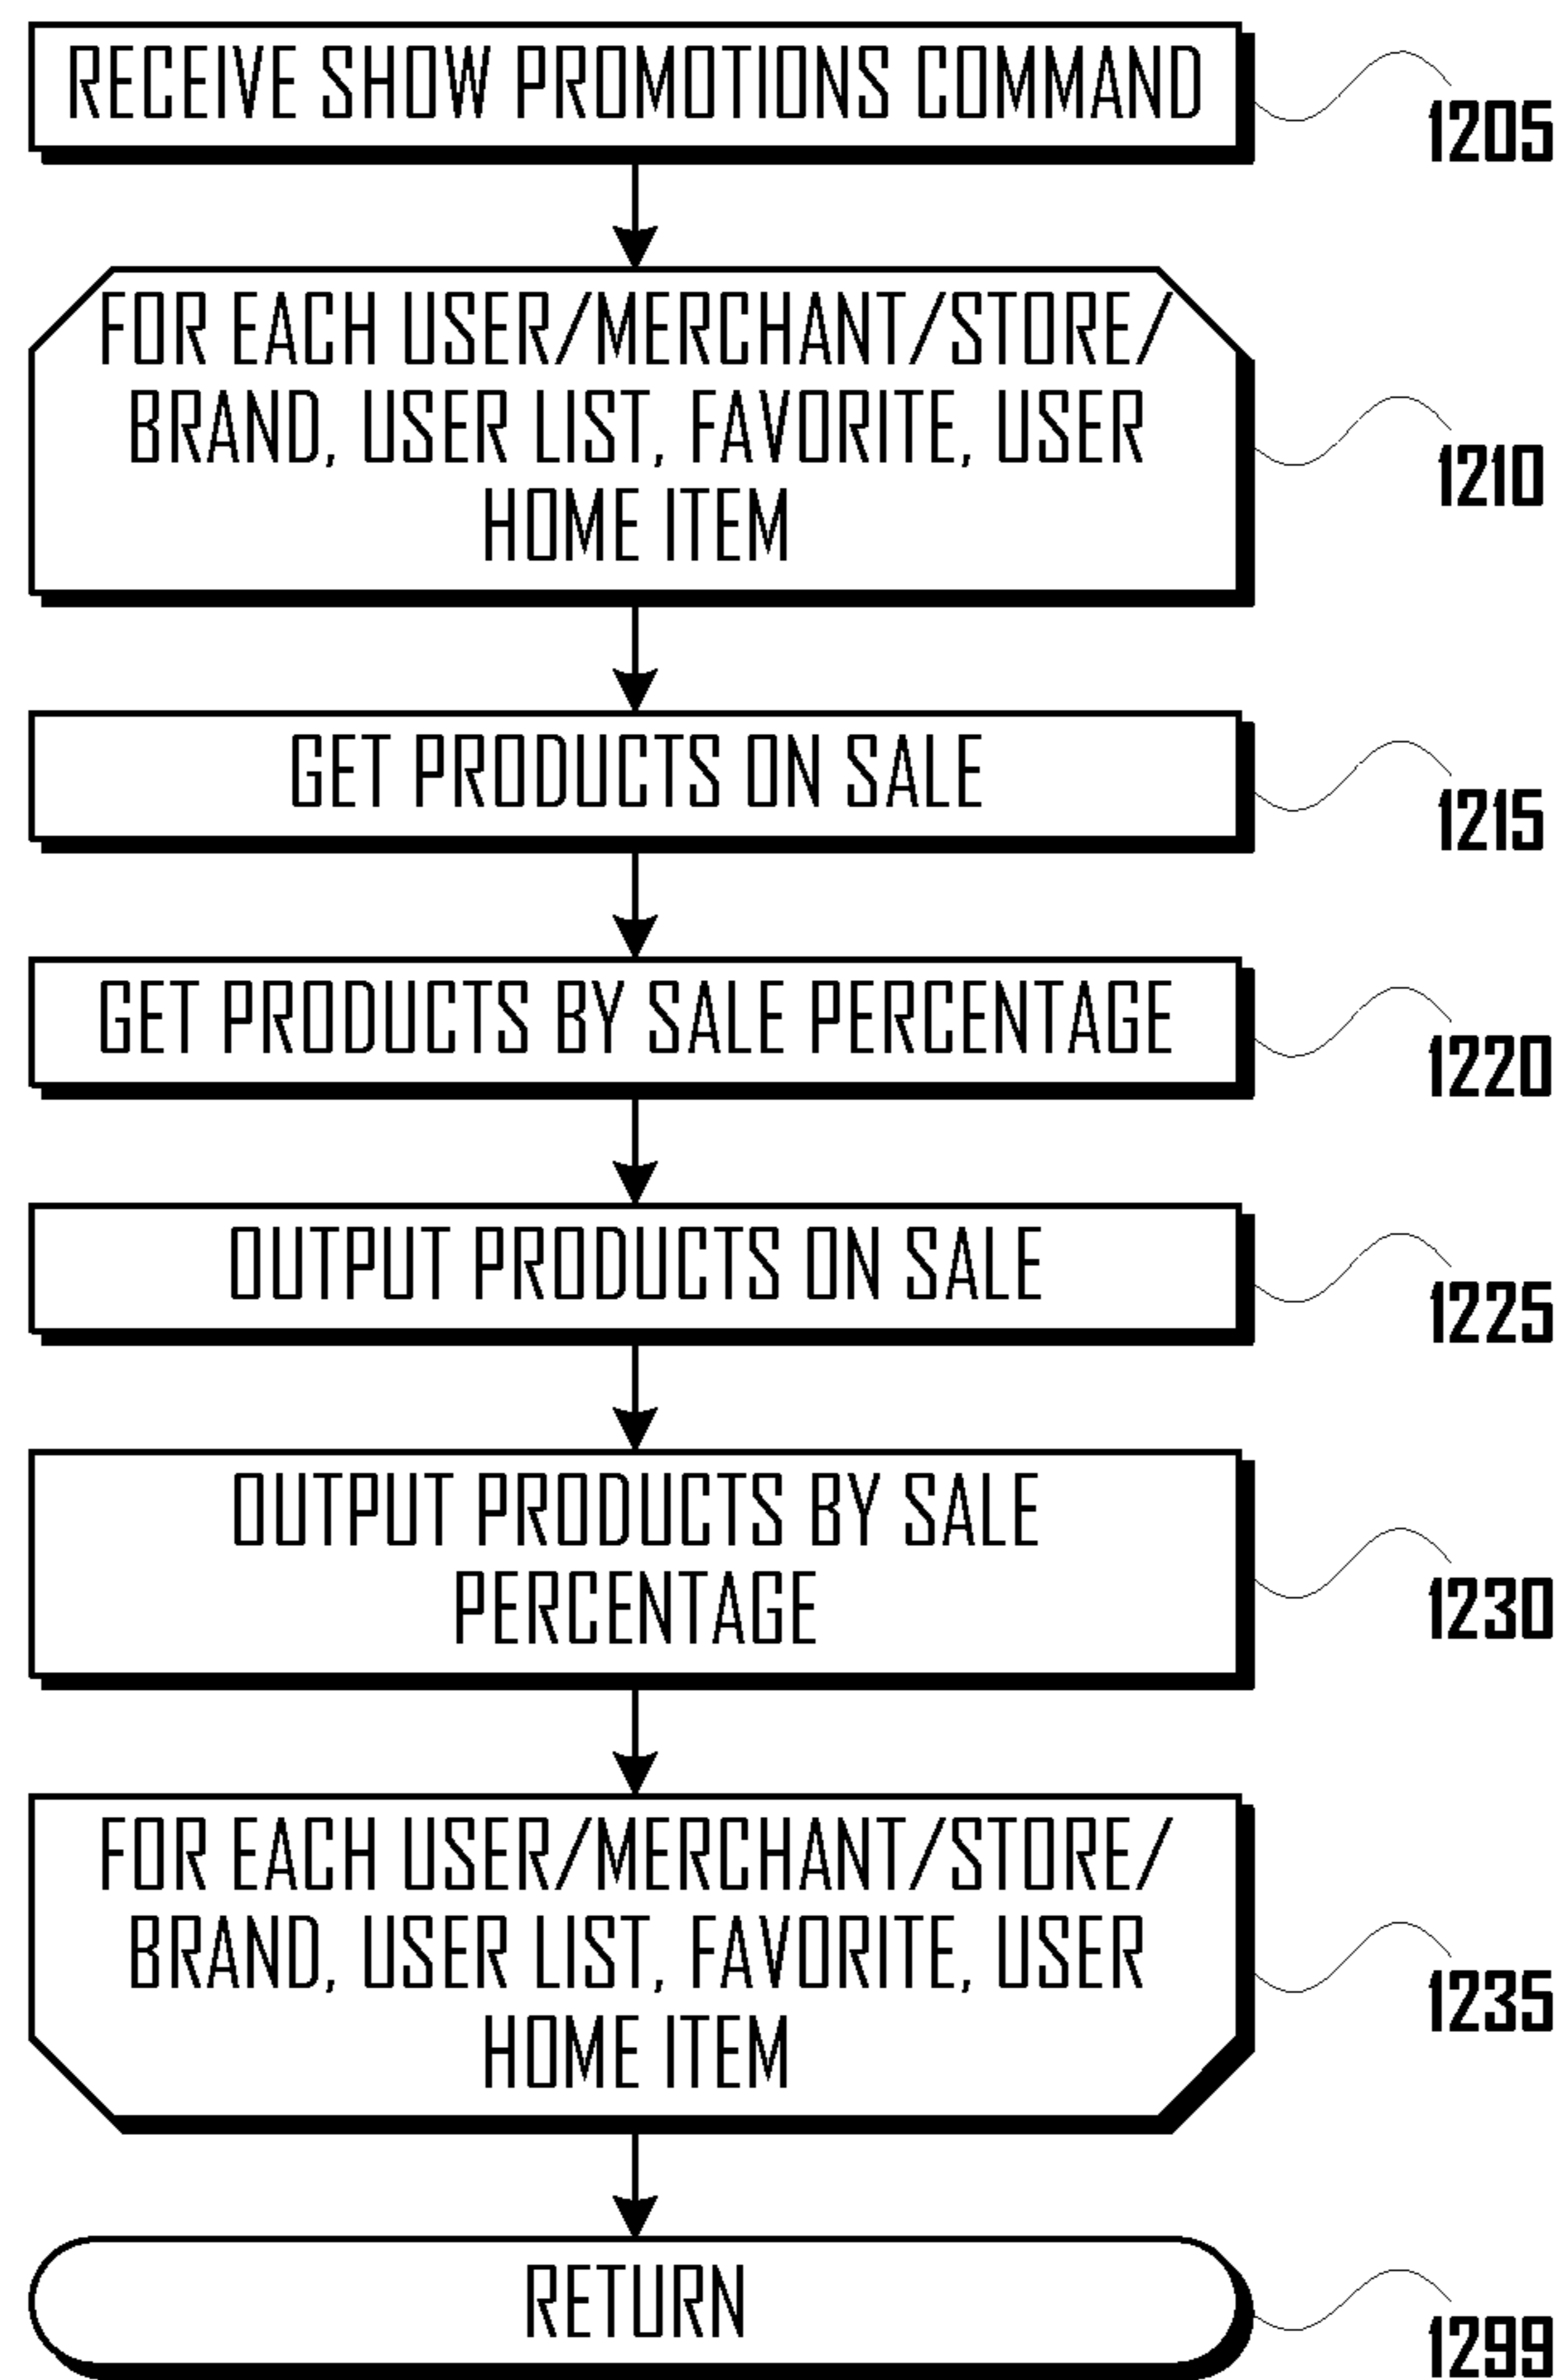 RECEIVE SHOW PROMOTIONS COMMAND
1205
FOR EACH USER/MERCHANT/STORE/
BRAND, USER LIST, FAVORITE, USER
HOME ITEM
1210
GET PRODUCTS ON SALE
1215
GET PRODUCTS BY SALE PERCENTAGE
1220
OUTPUT PRODUCTS ON SALE
1225
OUTPUT PRODUCTS BY SALE
PERCENTAGE
1230
FOR EACH USER/MERCHANT/STORE/
BRAND, USER LIST, FAVORITE, USER
HOME ITEM
1235
RETURN
1299